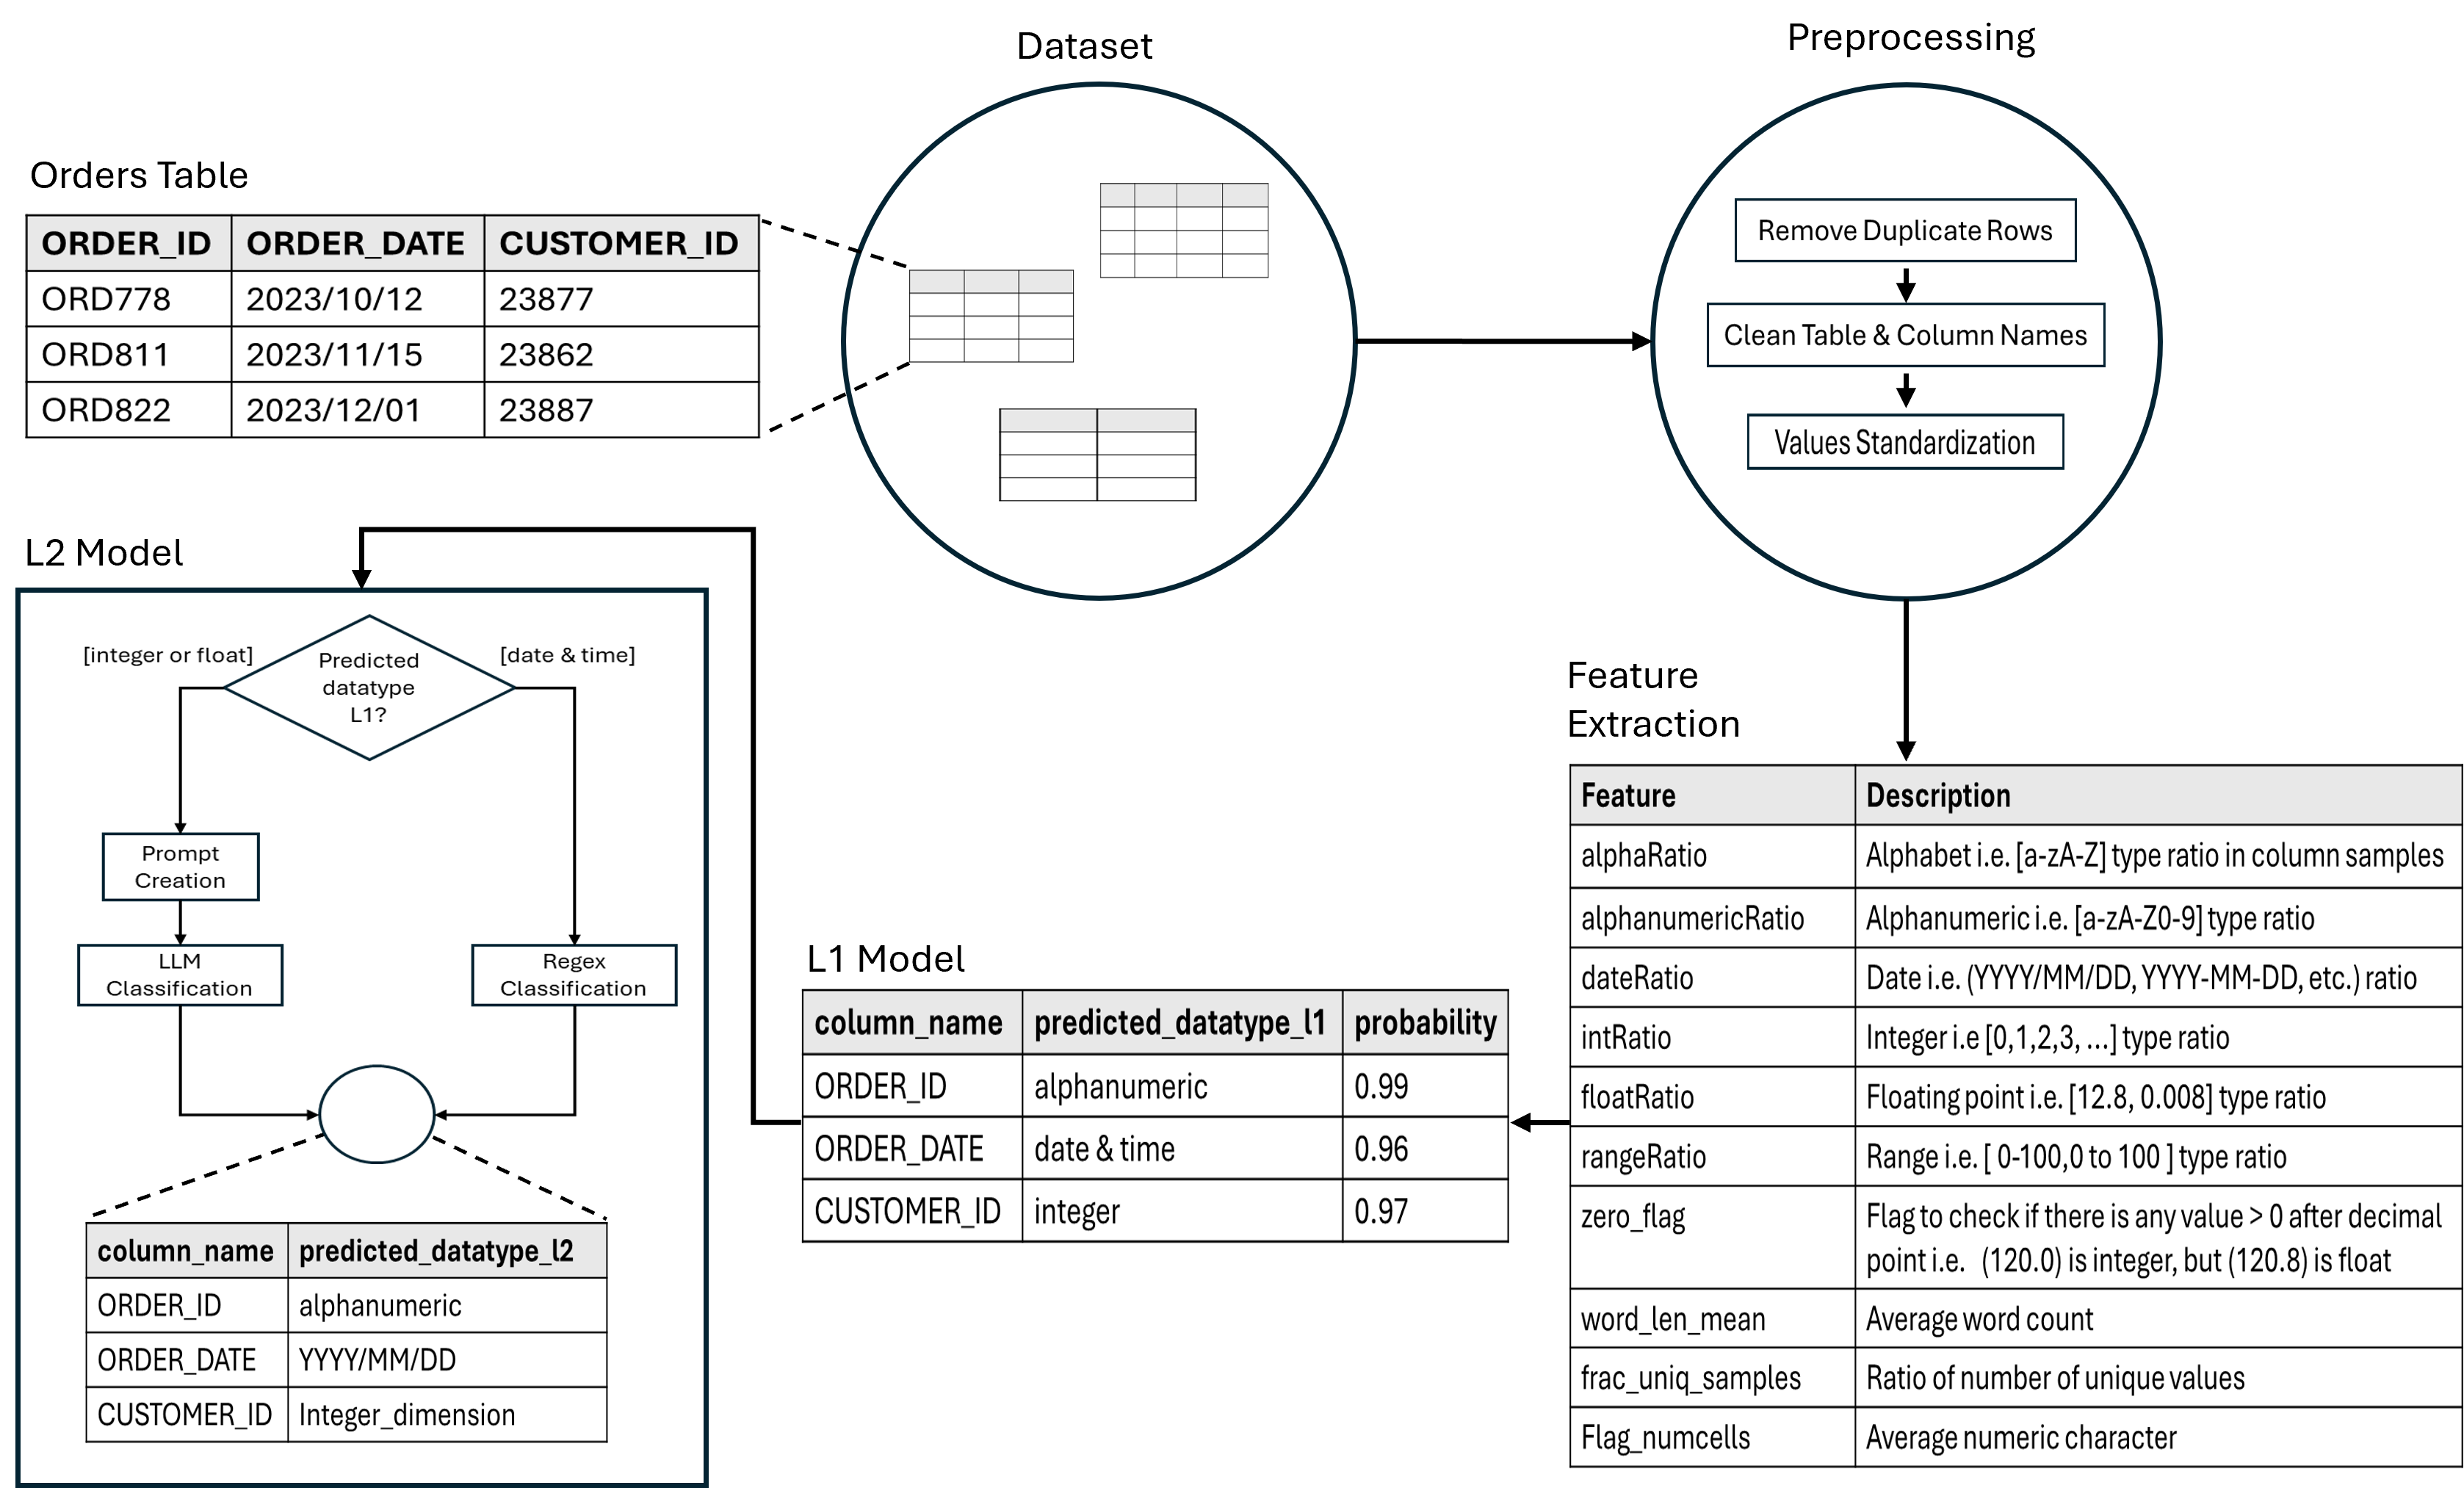 Dataset
Preprocessing
Orders Table
ORDER_ID ORDER_DATE CUSTOMER_ID
ORD778 2023/10/12 23877
ORD811 2023/11/15 23862
ORD822 2023/12/01 23887
Remove Duplicate Rows
Clean Table & Column Names
Values Standardization
Feature
Extraction
Feature Description
alphaRatio Alphabet i.e. [a-zA-Z] type ratio in column samples
alphanumericRatio Alphanumeric i.e. [a-zA-Z0-9] type ratio
dateRatio Date i.e. (YYYY/MM/DD, YYYY-MM-DD, etc.) ratio
intRatio Integer i.e [0,1,2,3, ...] type ratio
floatRatio Floating point i.e. [12.8, 0.008] type ratio
rangeRatio Range i.e. [ 0-100,0 to 100 ] type ratio
zero_flag Flag to check if there is any value > 0 after decimal
point i.e. (120.0) is integer, but (120.8) is float
word_len_mean Average word count
frac_uniq_samples Ratio of number of unique values
Flag_numcells Average numeric character
L1 Model
column_name predicted_datatype_l1 probability
ORDER_ID alphanumeric 0.99
ORDER_DATE date & time 0.96
CUSTOMER_ID integer 0.97
L2 Model
[integer or float]
Predicted
datatype
L1?
[date & time]
Prompt
Creation
LLM
Classification
Regex
Classification
column_name predicted_datatype_l2
ORDER_ID alphanumeric
ORDER_DATE YYYY/MM/DD
CUSTOMER_ID Integer_dimension